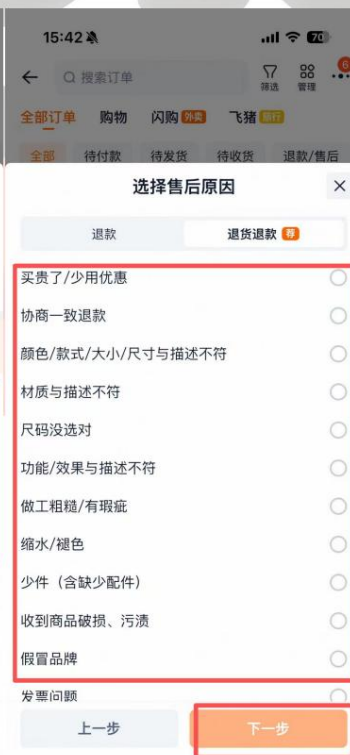 15:42
70
6
搜索订单
筛选
管理
全部订单 购物 闪购 外卖 飞猪 旅行
全部 待付款 待发货 待收货 退款/售后
选择售后原因
退款 退货退款 荐
买贵了/少用优惠
协商一致退款
颜色/款式/大小/尺寸与描述不符
材质与描述不符
尺码没选对
功能/效果与描述不符
做工粗糙/有瑕疵
缩水/褪色
少件（含缺少配件）
收到商品破损、污渍
假冒品牌
发票问题
上一步 下一步